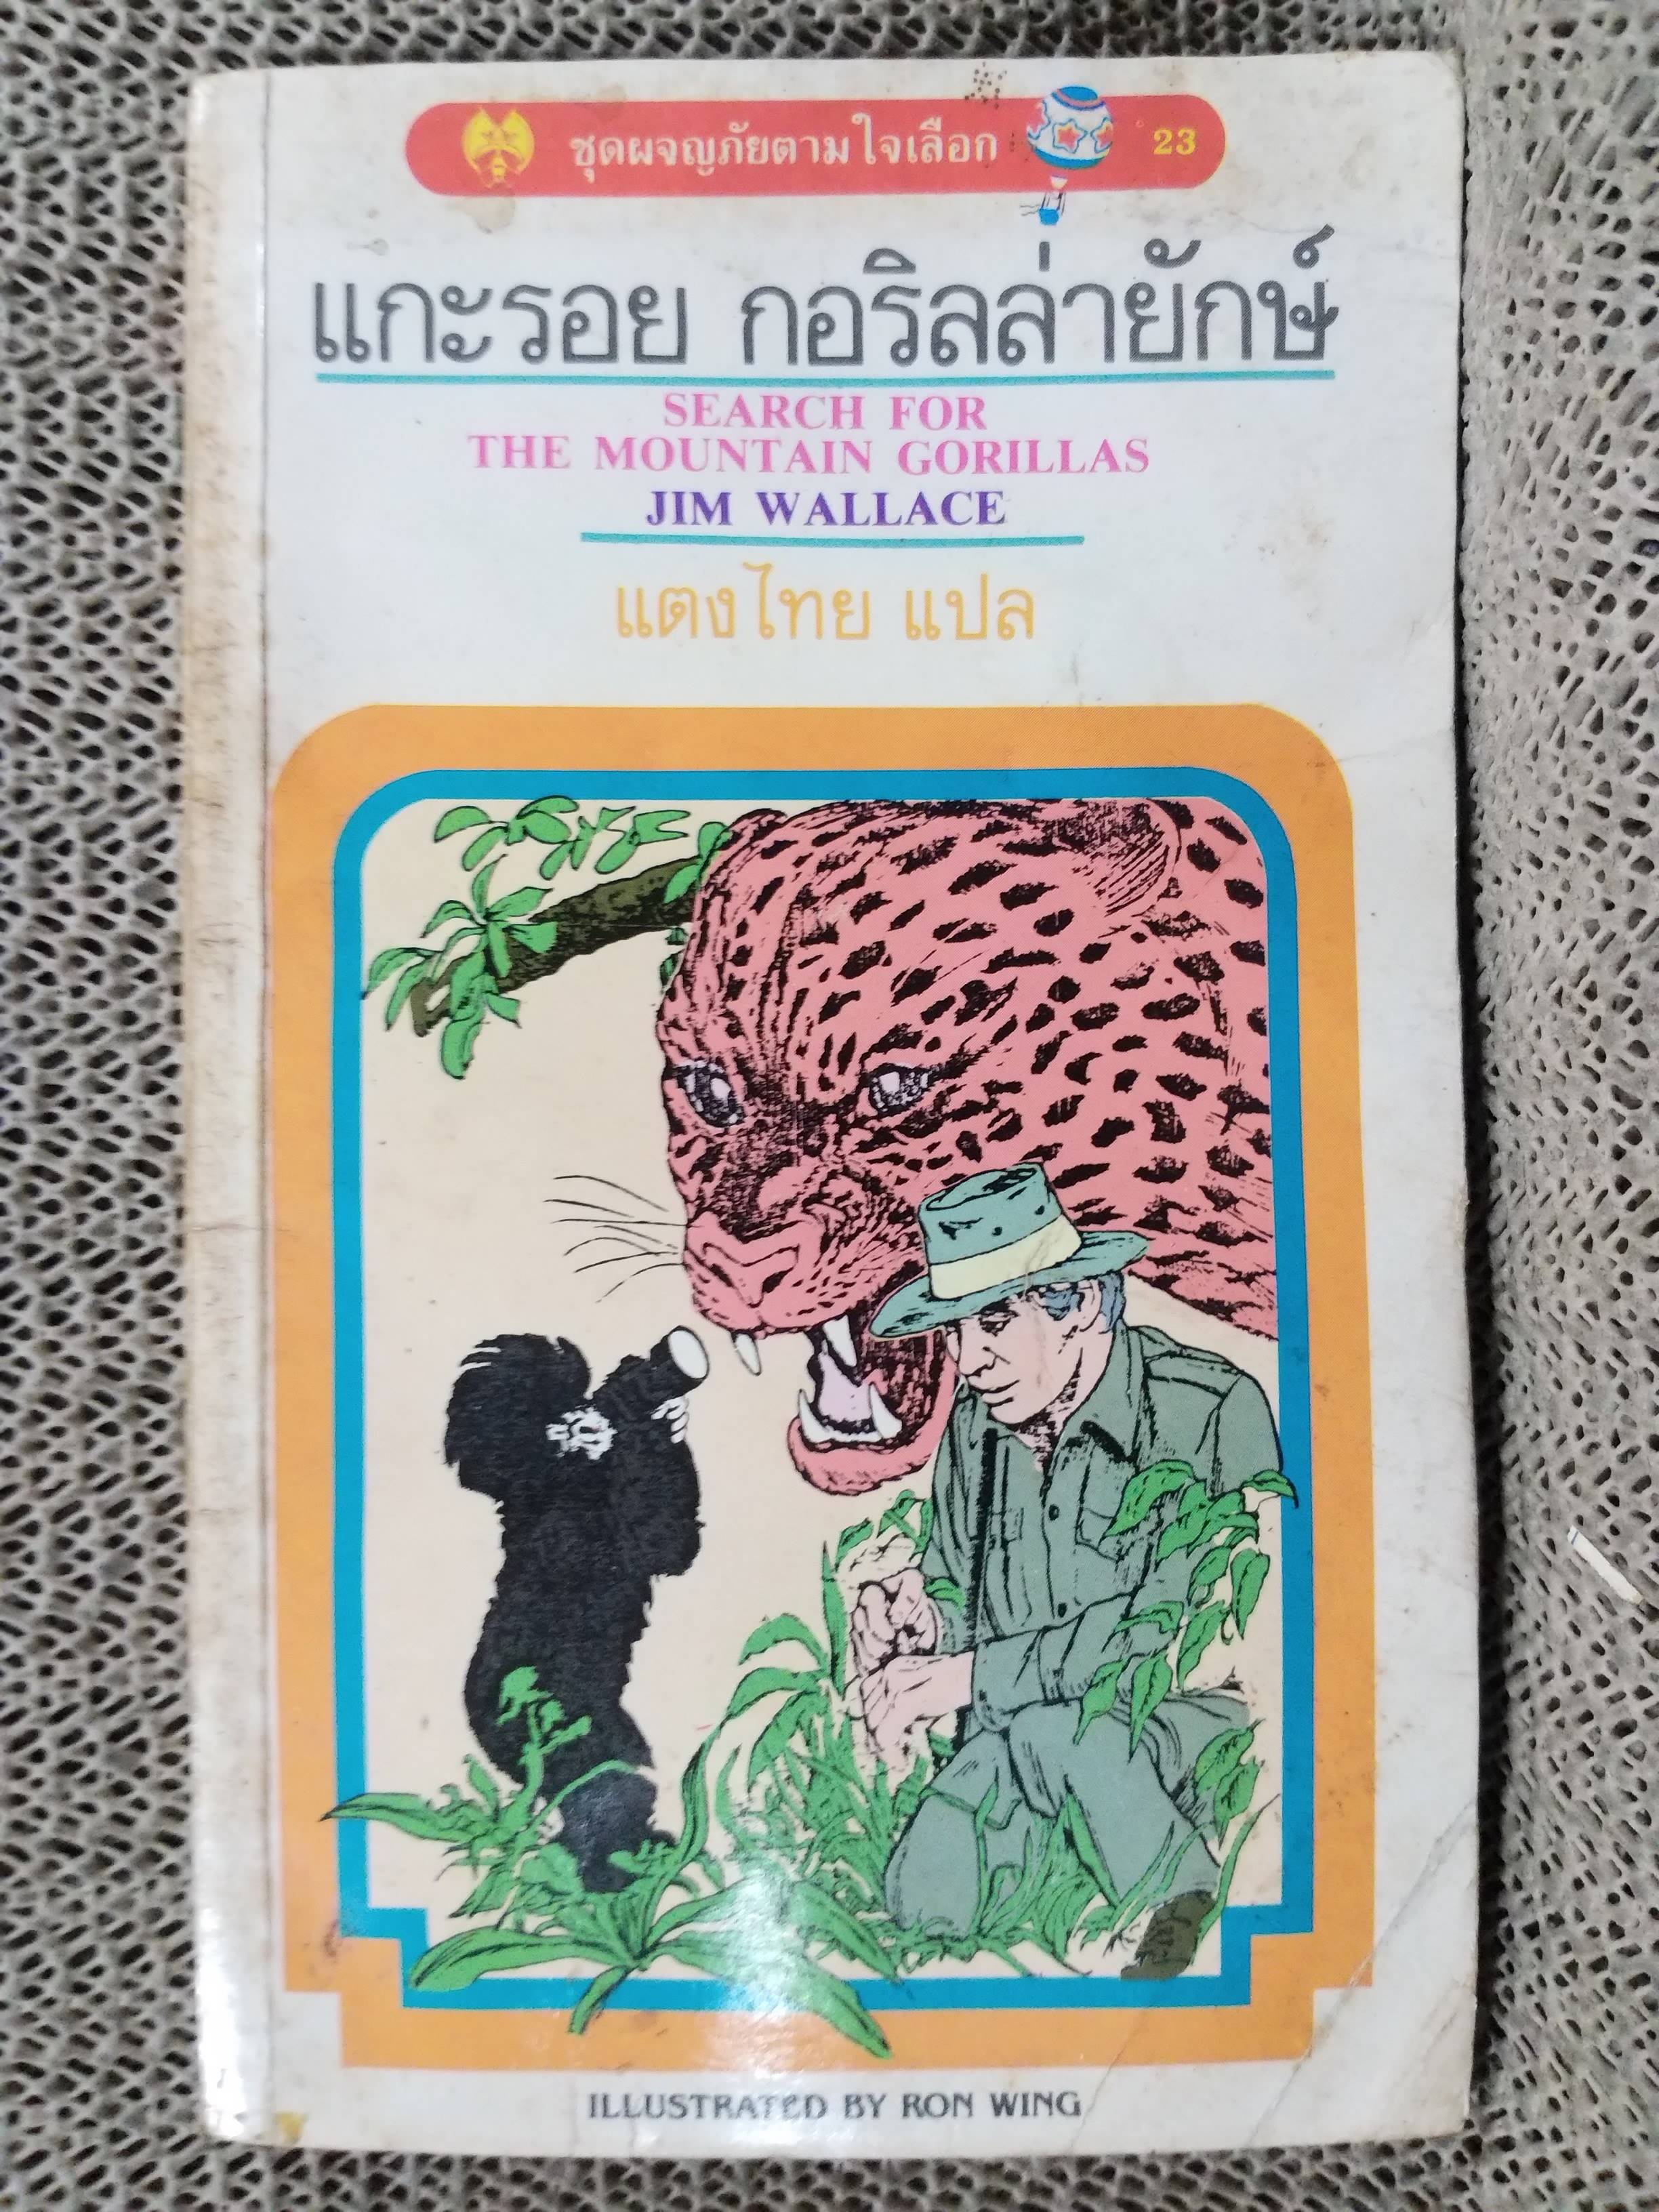 ชุดผจญภัยตามใจเลือก 23
แกะรอย กอริลล่ายักษ์
SEARCH FOR
THE MOUNTAIN GORILLAS
JIM WALLACE
แตงไทย แปล
ILLUSTRATED BY RON WING